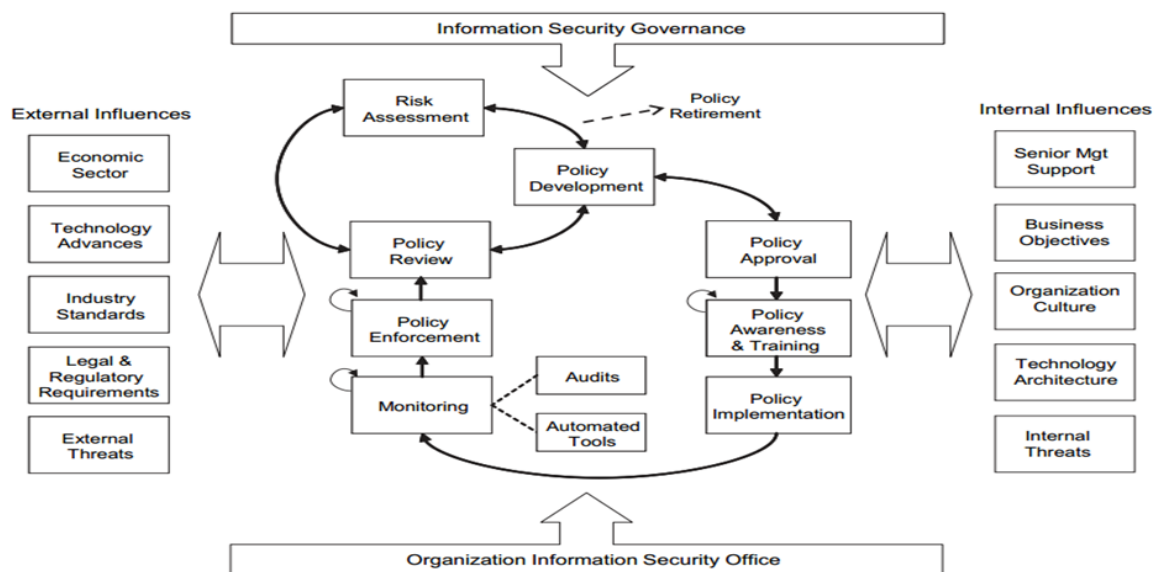 Information Security Governance
External Influences
Economic
Sector
Technology
Advances
Industry
Standards
Legal &
Regulatory
Requirements
External
Threats
Risk
Assessment
Policy
Retirement
Policy
Development
Policy
Review
Policy
Approval
Policy
Enforcement
Policy
Awareness
& Training
Monitoring
Audits
Automated
Tools
Policy
Implementation
Internal Influences
Senior Mgt
Support
Business
Objectives
Organization
Culture
Technology
Architecture
Internal
Threats
Organization Information Security Office